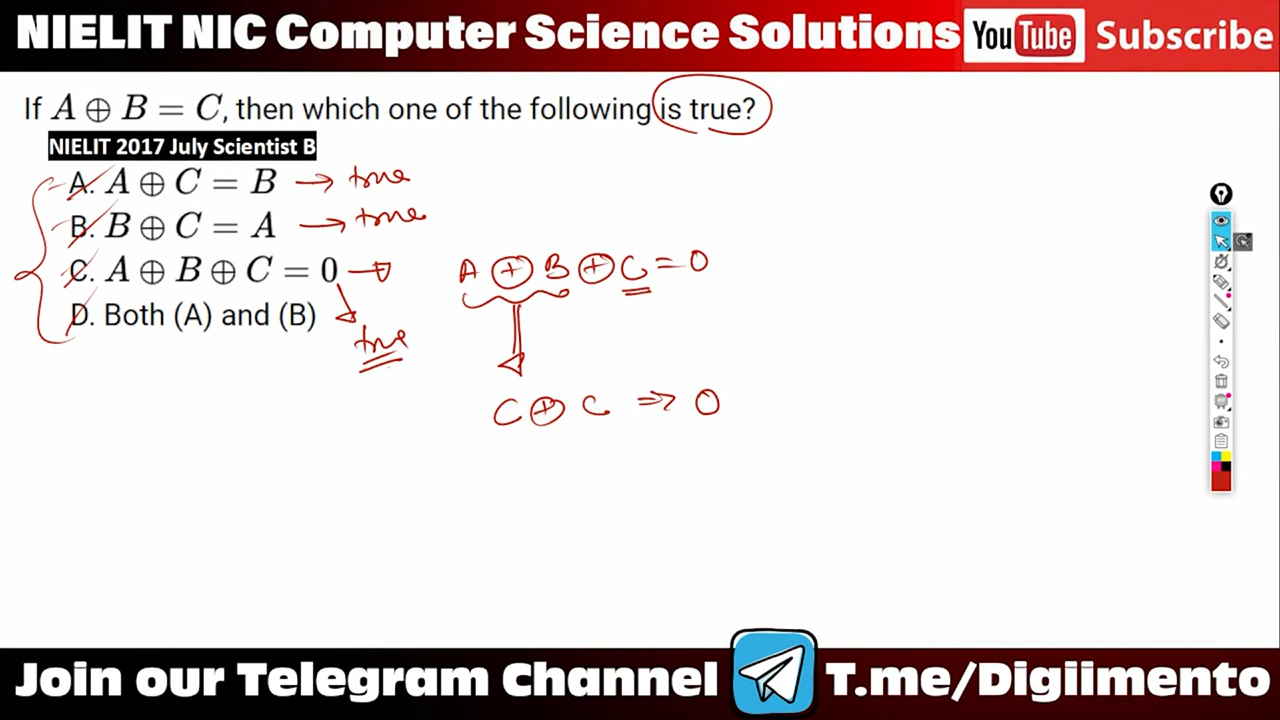 NIELIT NIC Computer Science Solutions YouTube Subscribe
If A ⊕ B = C, then which one of the following is true?
NIELIT 2017 July Scientist B
A. A ⊕ C = B → true
B. B ⊕ C = A → true
C. A ⊕ B ⊕ C = 0 →
A ⊕ B ⊕ C = 0
D. Both (A) and (B)
true
C ⊕ C ⇒ 0
Join our Telegram Channel T.me/Digiimento